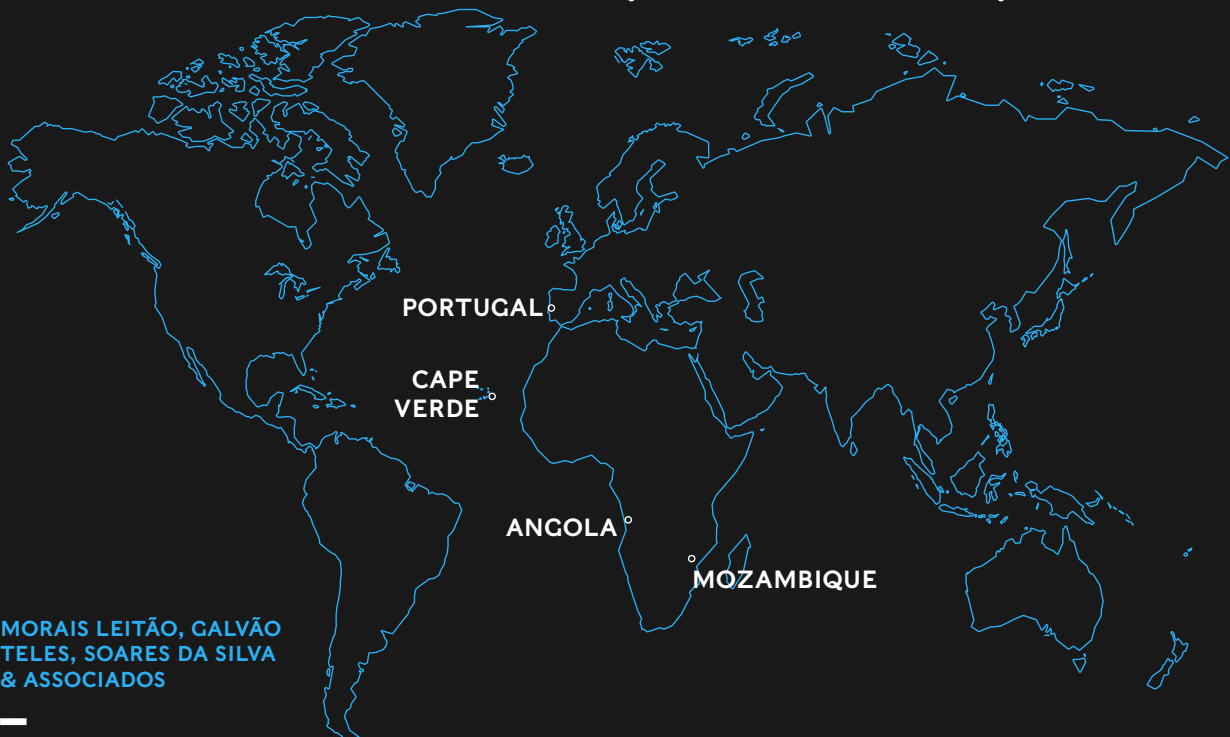 PORTUGAL
CAPE
VERDE
ANGOLA
MOZAMBIQUE
MORAIS LEITÃO, GALVÃO
TELES, SOARES DA SILVA
& ASSOCIADOS